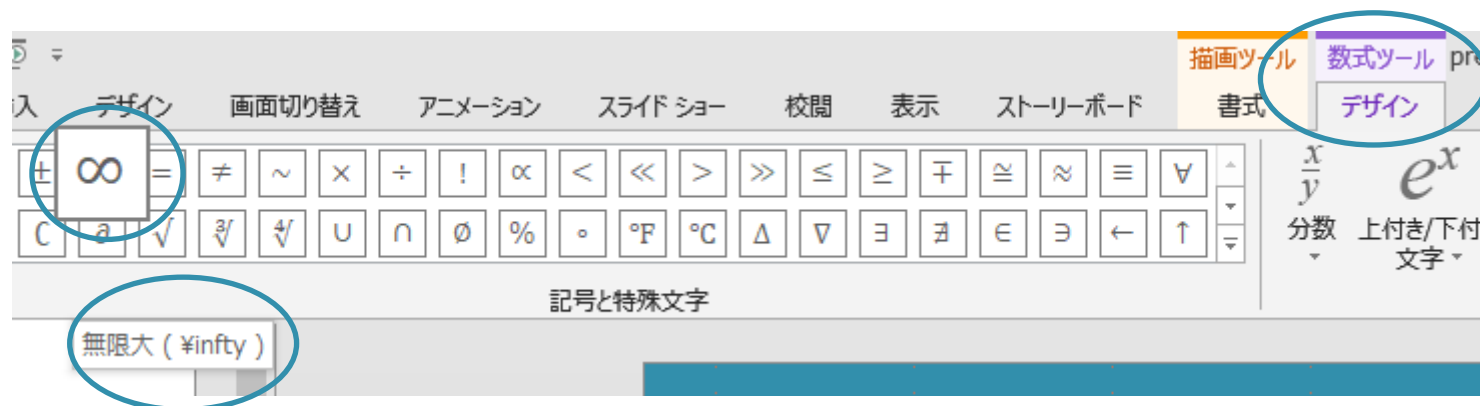 描画ツール 数式ツール pre
入 デザイン 画面切り替え アニメーション スライド ショー 校閲 表示 ストーリーボード 書式 デザイン
± ∞ = ≠ ~ × ÷ ! ∝ < ≪ > ≫ ≤ ≥ ∓ ≅ ≈ ≡ ∀ x/y eˣ
C ∂ √ ∛ ∜ ∪ ∩ ∅ % ° °F °C ∆ ∇ ∃ ∄ ∈ ∋ ← ↑ 分数 上付き/下付
文字
記号と特殊文字
無限大 ( ¥infty )